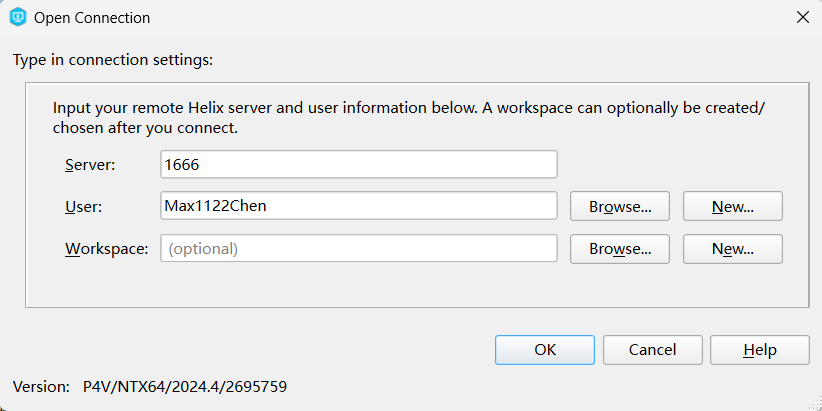 Open Connection
Type in connection settings:
Input your remote Helix server and user information below. A workspace can optionally be created/
chosen after you connect.
Server: 1666
User: Max1122Chen Browse... New...
Workspace: (optional) Browse... New...
OK Cancel Help
Version: P4V/NTX64/2024.4/2695759